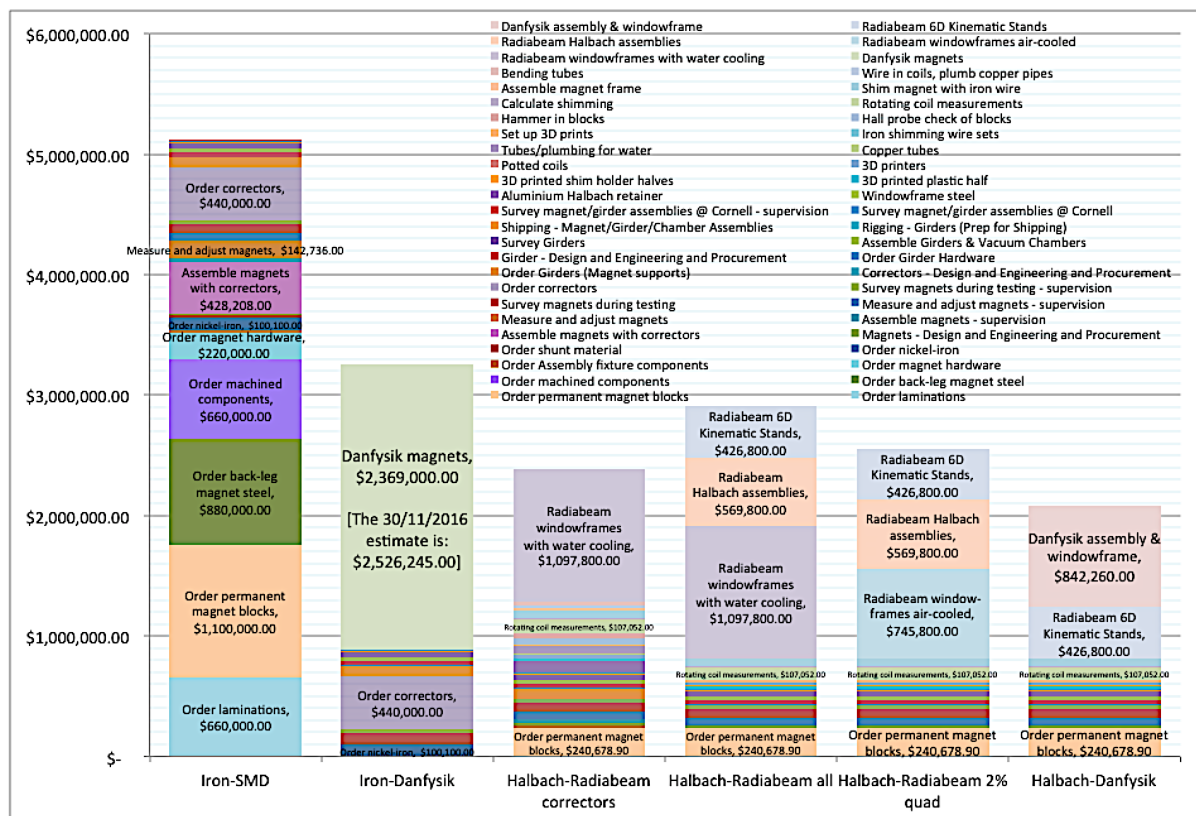 $6,000,000.00
$5,000,000.00
$4,000,000.00
$3,000,000.00
$2,000,000.00
$1,000,000.00
$-
Danfysik assembly & windowframe
Radiabeam 6D Kinematic Stands
Radiabeam Halbach assemblies
Radiabeam windowframes air-cooled
Radiabeam windowframes with water cooling
Danfysik magnets
Bending tubes
Wire in coils, plumb copper pipes
Assemble magnet frame
Shim magnet with iron wire
Calculate shimming
Rotating coil measurements
Hammer in blocks
Hall probe check of blocks
Set up 3D prints
Iron shimming wire sets
Tubes/plumbing for water
Copper tubes
Potted coils
3D printers
3D printed shim holder halves
3D printed plastic half
Aluminium Halbach retainer
Windowframe steel
Survey magnet/girder assemblies @ Cornell - supervision
Survey magnet/girder assemblies @ Cornell
Shipping - Magnet/Girder/Chamber Assemblies
Rigging - Girders (Prep for Shipping)
Survey Girders
Assemble Girders & Vacuum Chambers
Girder - Design and Engineering and Procurement
Order Girder Hardware
Order Girders (Magnet supports)
Correctors - Design and Engineering and Procurement
Order correctors
Survey magnets during testing - supervision
Survey magnets during testing
Measure and adjust magnets - supervision
Measure and adjust magnets
Assemble magnets - supervision
Assemble magnets with correctors
Magnets - Design and Engineering and Procurement
Order shunt material
Order nickel-iron
Order Assembly fixture components
Order magnet hardware
Order machined components
Order back-leg magnet steel
Order permanent magnet blocks
Order laminations
Order correctors,
$440,000.00
Measure and adjust magnets, $142,736.00
Assemble magnets
with correctors,
$428,208.00
Order nickel-iron, $100,100.00
Order magnet hardware,
$220,000.00
Order machined
components,
$660,000.00
Order back-leg
magnet steel,
$880,000.00
Order permanent
magnet blocks,
$1,100,000.00
Order laminations,
$660,000.00
Danfysik magnets,
$2,369,000.00
[The 30/11/2016
estimate is:
$2,526,245.00]
Order correctors,
$440,000.00
Order nickel-iron, $100,100.00
Radiabeam
windowframes
with water cooling,
$1,097,800.00
Rotating coil measurements, $107,052.00
Order permanent magnet
blocks, $240,678.90
Radiabeam 6D
Kinematic Stands,
$426,800.00
Radiabeam
Halbach assemblies,
$569,800.00
Radiabeam
windowframes
with water cooling,
$1,097,800.00
Rotating coil measurements, $107,052.00
Order permanent magnet
blocks, $240,678.90
Radiabeam 6D
Kinematic Stands,
$426,800.00
Radiabeam Halbach
assemblies,
$569,800.00
Radiabeam window-
frames air-cooled,
$745,800.00
Rotating coil measurements, $107,052.00
Order permanent magnet
blocks, $240,678.90
Danfysik assembly &
windowframe,
$842,260.00
Radiabeam 6D
Kinematic Stands,
$426,800.00
Rotating coil measurements, $107,052.00
Order permanent magnet
blocks, $240,678.90
Iron-SMD
Iron-Danfysik
Halbach-Radiabeam
correctors
Halbach-Radiabeam all
Halbach-Radiabeam 2%
quad
Halbach-Danfysik